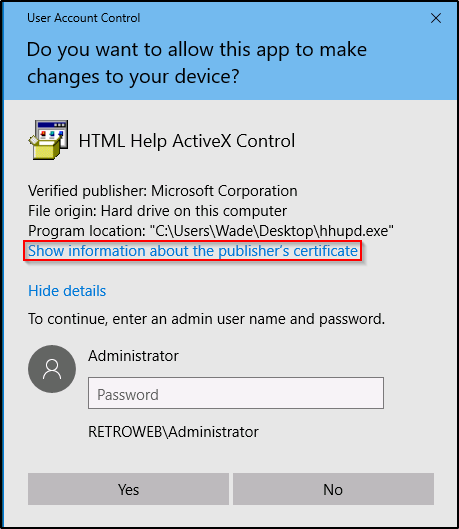 User Account Control
Do you want to allow this app to make
changes to your device?
HTML Help ActiveX Control
Verified publisher: Microsoft Corporation
File origin: Hard drive on this computer
Program location: "C:\Users\Wade\Desktop\hhupd.exe"
Show information about the publisher's certificate
Hide details
To continue, enter an admin user name and password.
Administrator
Password
RETROWEB\Administrator
Yes
No